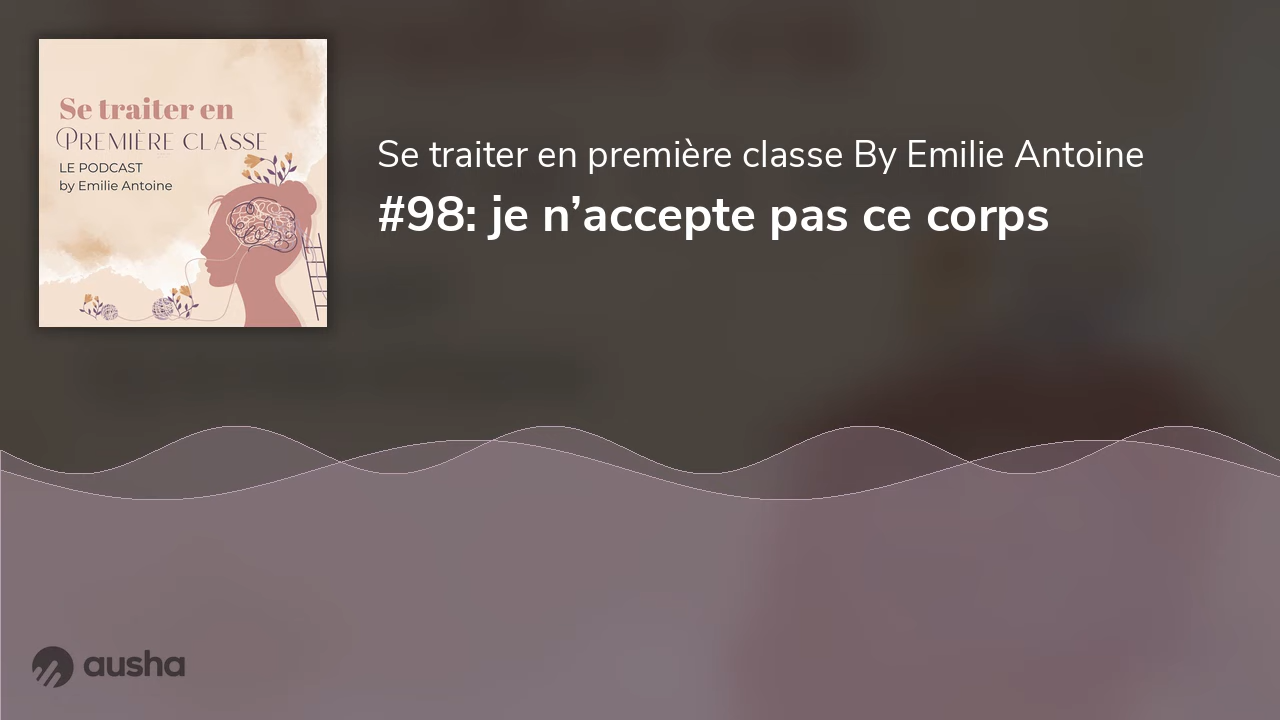 Se traiter en
PREMIÈRE CLASSE
LE PODCAST
by Emilie Antoine
Se traiter en première classe By Emilie Antoine
#98: je n’accepte pas ce corps
ausha